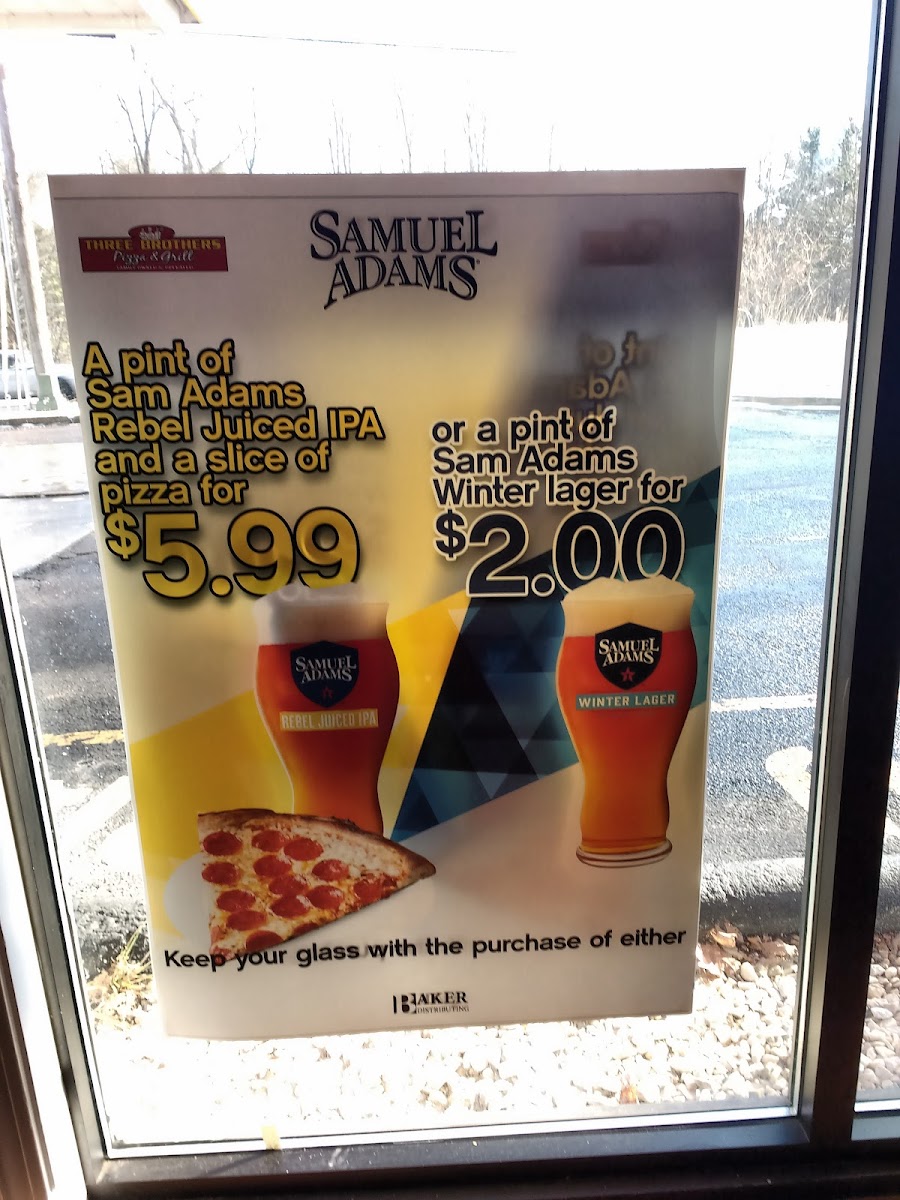 THREE BROTHERS
Pizza & Grill
SAMUEL
ADAMS
A pint of
Sam Adams
Rebel Juiced IPA
and a slice of
pizza for
$5.99
or a pint of
Sam Adams
Winter lager for
$2.00
SAMUEL
ADAMS
REBEL JUICED IPA
SAMUEL
ADAMS
WINTER LAGER
Keep your glass with the purchase of either
BAKER
DISTRIBUTING